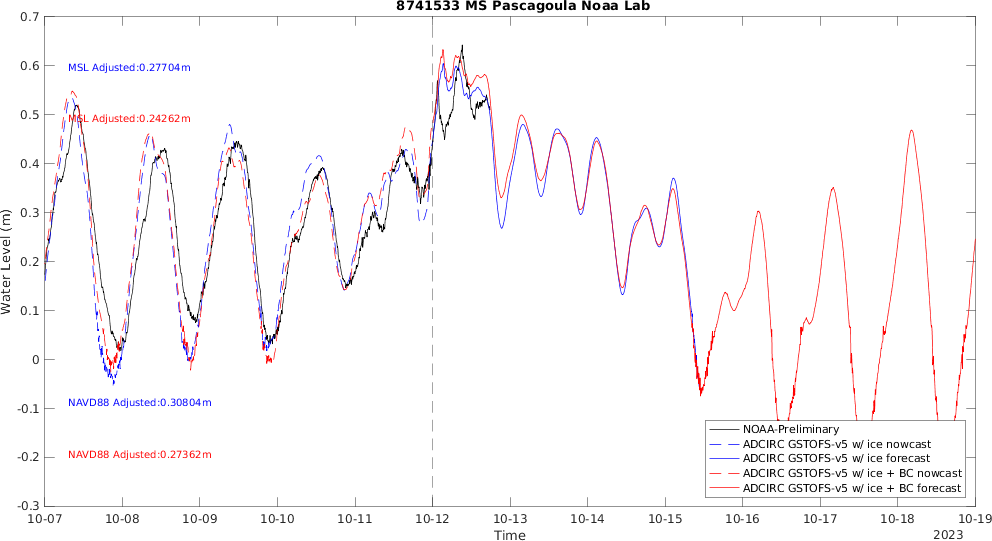 8741533 MS Pascagoula Noaa Lab
0.7
0.6
0.5
0.4
0.3
0.2
0.1
0
-0.1
-0.2
-0.3
Water Level (m)
MSL Adjusted:0.27704m
MSL Adjusted:0.24262m
NAVD88 Adjusted:0.30804m
NAVD88 Adjusted:0.27362m
NOAA-Preliminary
ADCIRC GSTOFS-v5 w/ ice nowcast
ADCIRC GSTOFS-v5 w/ ice forecast
ADCIRC GSTOFS-v5 w/ ice + BC nowcast
ADCIRC GSTOFS-v5 w/ ice + BC forecast
10-07 10-08 10-09 10-10 10-11 10-12 10-13 10-14 10-15 10-16 10-17 10-18 10-19
Time
2023